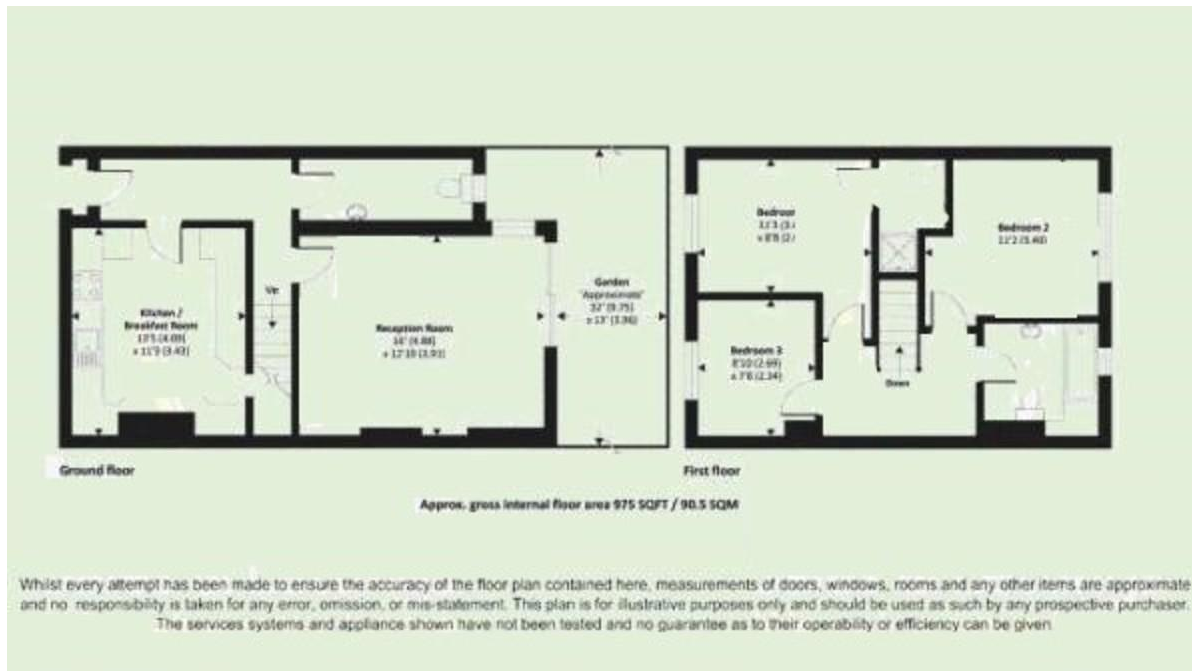 Kitchen /
Breakfast Room
13'5 (4.09)
x 11'3 (3.43)
Reception Room
16' (4.88)
x 12'10 (3.91)
Garden
'Approximate'
32' (9.75)
x 13' (3.96)
Bedroom 2
11'2 (3.40)
Bedroom 3
8'10 (2.69)
x 7'8 (2.34)
Down
Ground floor
First floor
Approx. gross internal floor area 975 SQFT / 90.5 SQM
Whilst every attempt has been made to ensure the accuracy of the floor plan contained here, measurements of doors, windows, rooms and any other items are approximate
and no responsibility is taken for any error, omission, or mis-statement. This plan is for illustrative purposes only and should be used as such by any prospective purchaser.
The services systems and appliance shown have not been tested and no guarantee as to their operability or efficiency can be given